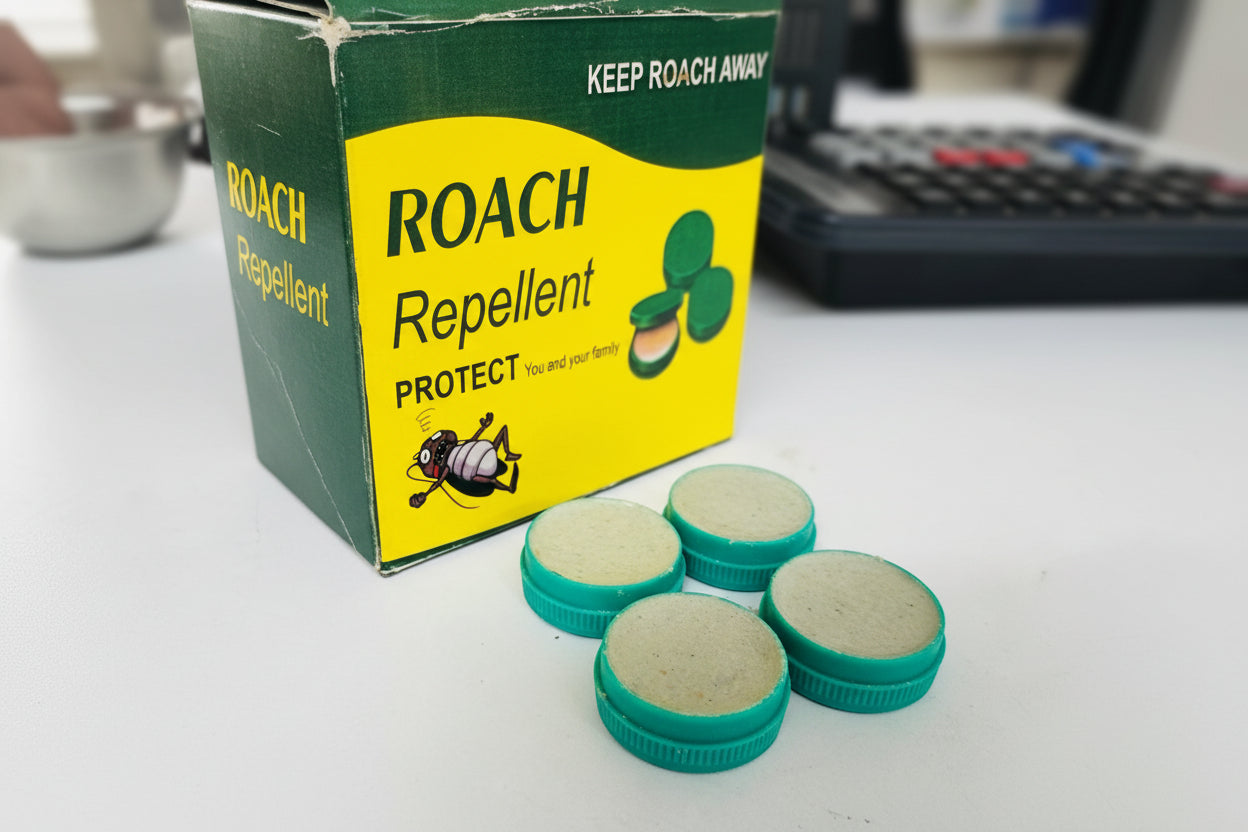 KEEP ROACH AWAY
ROACH
Repellent
ROACH
Repellent
PROTECT You and your family